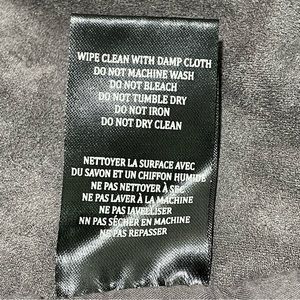 WIPE CLEAN WITH DAMP CLOTH
DO NOT MACHINE WASH
DO NOT BLEACH
DO NOT TUMBLE DRY
DO NOT IRON
DO NOT DRY CLEAN
NETTOYER LA SURFACE AVEC
DU SAVON ET UN CHIFFON HUMIDE
NE PAS NETTOYER À SEC
NE PAS LAVER À LA MACHINE
NE PAS JAVELLISER
NN PAS SÉCHER EN MACHINE
NE PAS REPASSER